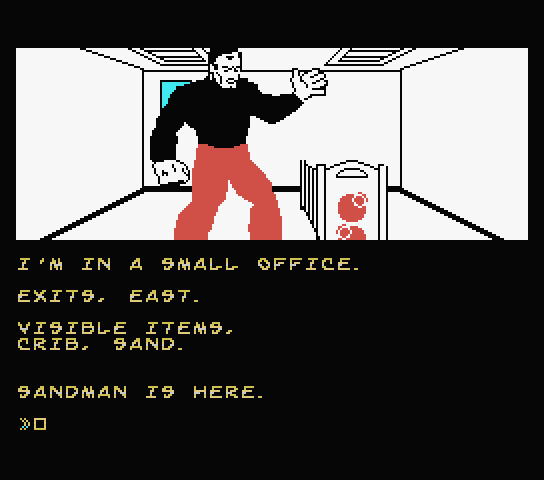 I'M IN A SMALL OFFICE.
EXITS, EAST.
VISIBLE ITEMS,
CRIB, SAND.
SANDMAN IS HERE.
»□